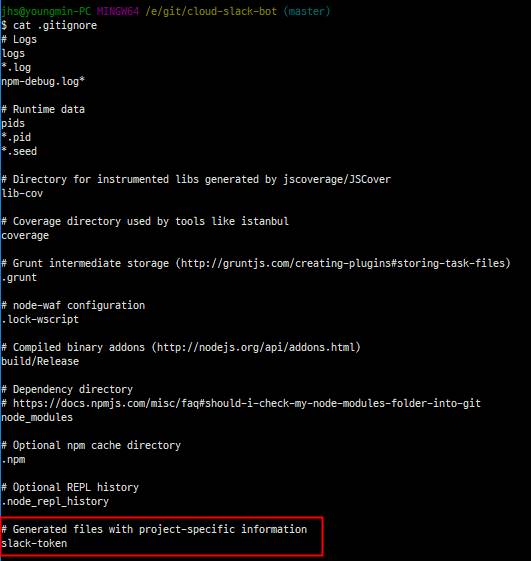 jhs@youngmin-PC MINGW64 /e/git/cloud-slack-bot (master)
$ cat .gitignore
# Logs
logs
*.log
npm-debug.log*
# Runtime data
pids
*.pid
*.seed
# Directory for instrumented libs generated by jscoverage/JSCover
lib-cov
# Coverage directory used by tools like istanbul
coverage
# Grunt intermediate storage (http://gruntjs.com/creating-plugins#storing-task-files)
.grunt
# node-waf configuration
.lock-wscript
# Compiled binary addons (http://nodejs.org/api/addons.html)
build/Release
# Dependency directory
# https://docs.npmjs.com/misc/faq#should-i-check-my-node-modules-folder-into-git
node_modules
# Optional npm cache directory
.npm
# Optional REPL history
.node_repl_history
# Generated files with project-specific information
slack-token